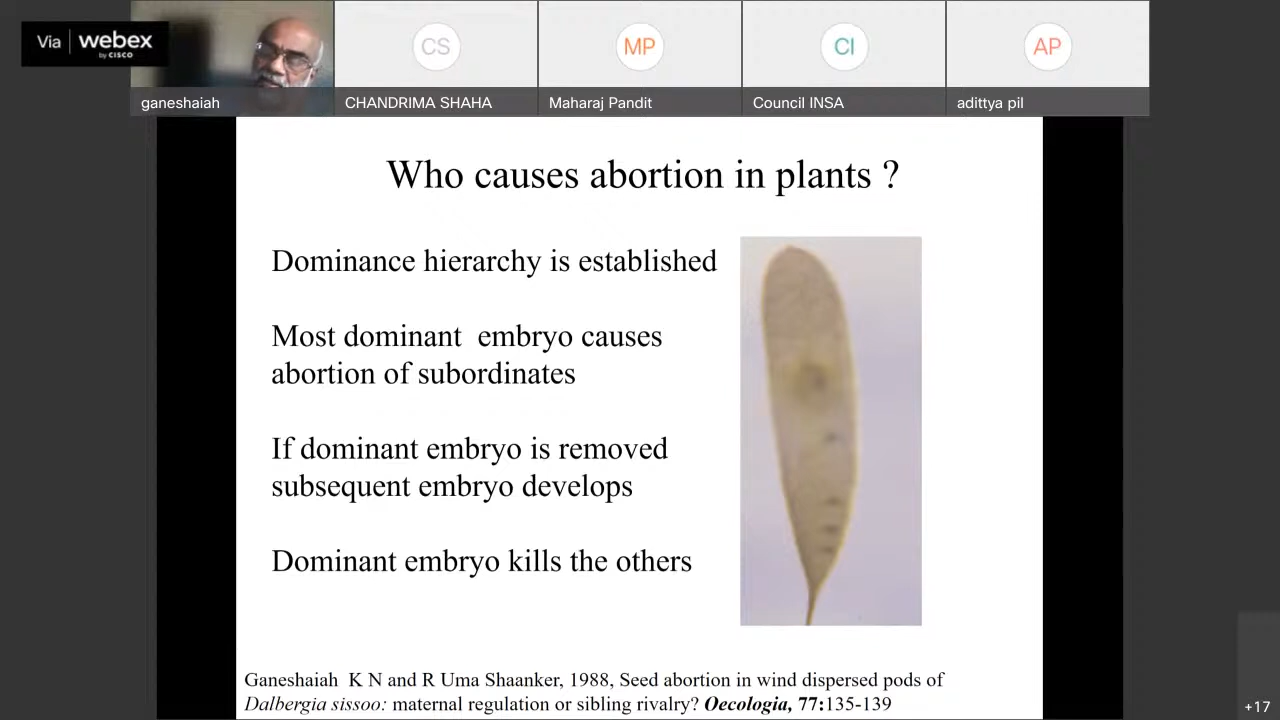 Via webex
by CISCO
CS
MP
CI
AP
ganeshaiah
CHANDRIMA SHAHA
Maharaj Pandit
Council INSA
adittya pil
Who causes abortion in plants ?
Dominance hierarchy is established
Most dominant embryo causes
abortion of subordinates
If dominant embryo is removed
subsequent embryo develops
Dominant embryo kills the others
Ganeshaiah K N and R Uma Shaanker, 1988, Seed abortion in wind dispersed pods of
Dalbergia sissoo: maternal regulation or sibling rivalry? Oecologia, 77:135-139
+17